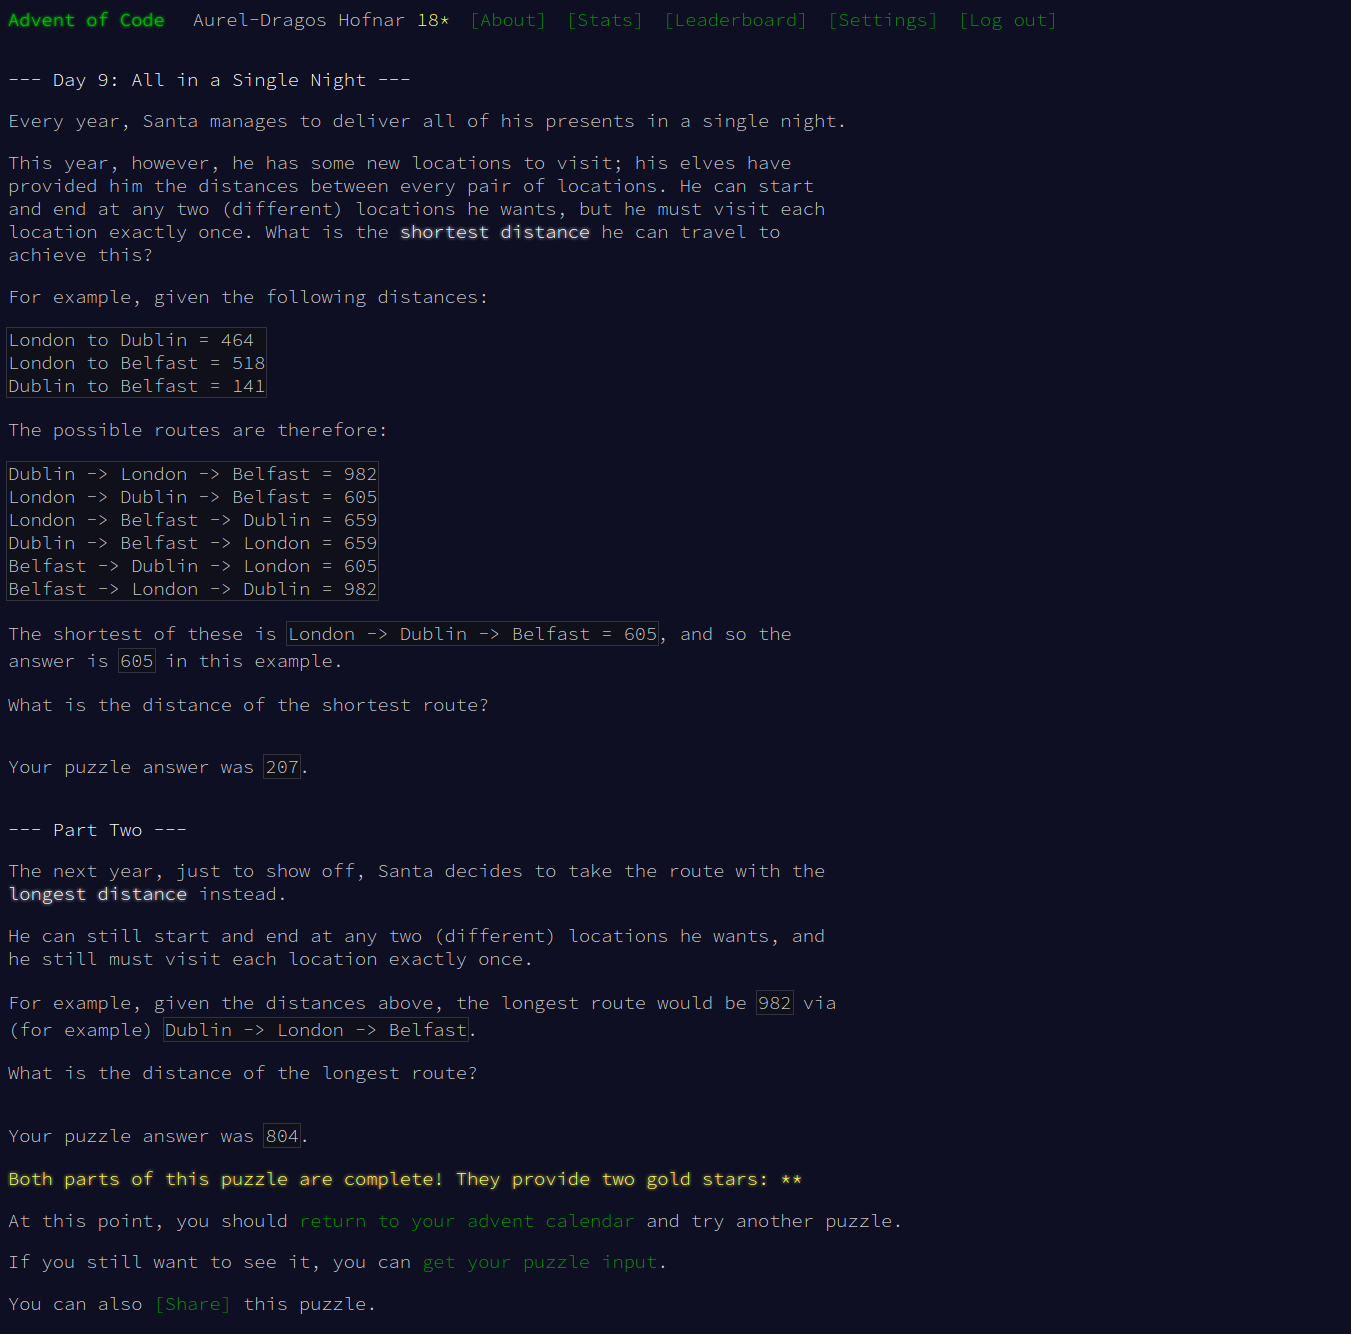 Advent of Code Aurel-Dragos Hofnar 18* [About] [Stats] [Leaderboard] [Settings] [Log out]
--- Day 9: All in a Single Night ---
Every year, Santa manages to deliver all of his presents in a single night.
This year, however, he has some new locations to visit; his elves have
provided him the distances between every pair of locations. He can start
and end at any two (different) locations he wants, but he must visit each
location exactly once. What is the shortest distance he can travel to
achieve this?
For example, given the following distances:
London to Dublin = 464
London to Belfast = 518
Dublin to Belfast = 141
The possible routes are therefore:
Dublin -> London -> Belfast = 982
London -> Dublin -> Belfast = 605
London -> Belfast -> Dublin = 659
Dublin -> Belfast -> London = 659
Belfast -> Dublin -> London = 605
Belfast -> London -> Dublin = 982
The shortest of these is London -> Dublin -> Belfast = 605, and so the
answer is 605 in this example.
What is the distance of the shortest route?
Your puzzle answer was 207.
--- Part Two ---
The next year, just to show off, Santa decides to take the route with the
longest distance instead.
He can still start and end at any two (different) locations he wants, and
he still must visit each location exactly once.
For example, given the distances above, the longest route would be 982 via
(for example) Dublin -> London -> Belfast.
What is the distance of the longest route?
Your puzzle answer was 804.
Both parts of this puzzle are complete! They provide two gold stars: **
At this point, you should return to your advent calendar and try another puzzle.
If you still want to see it, you can get your puzzle input.
You can also [Share] this puzzle.